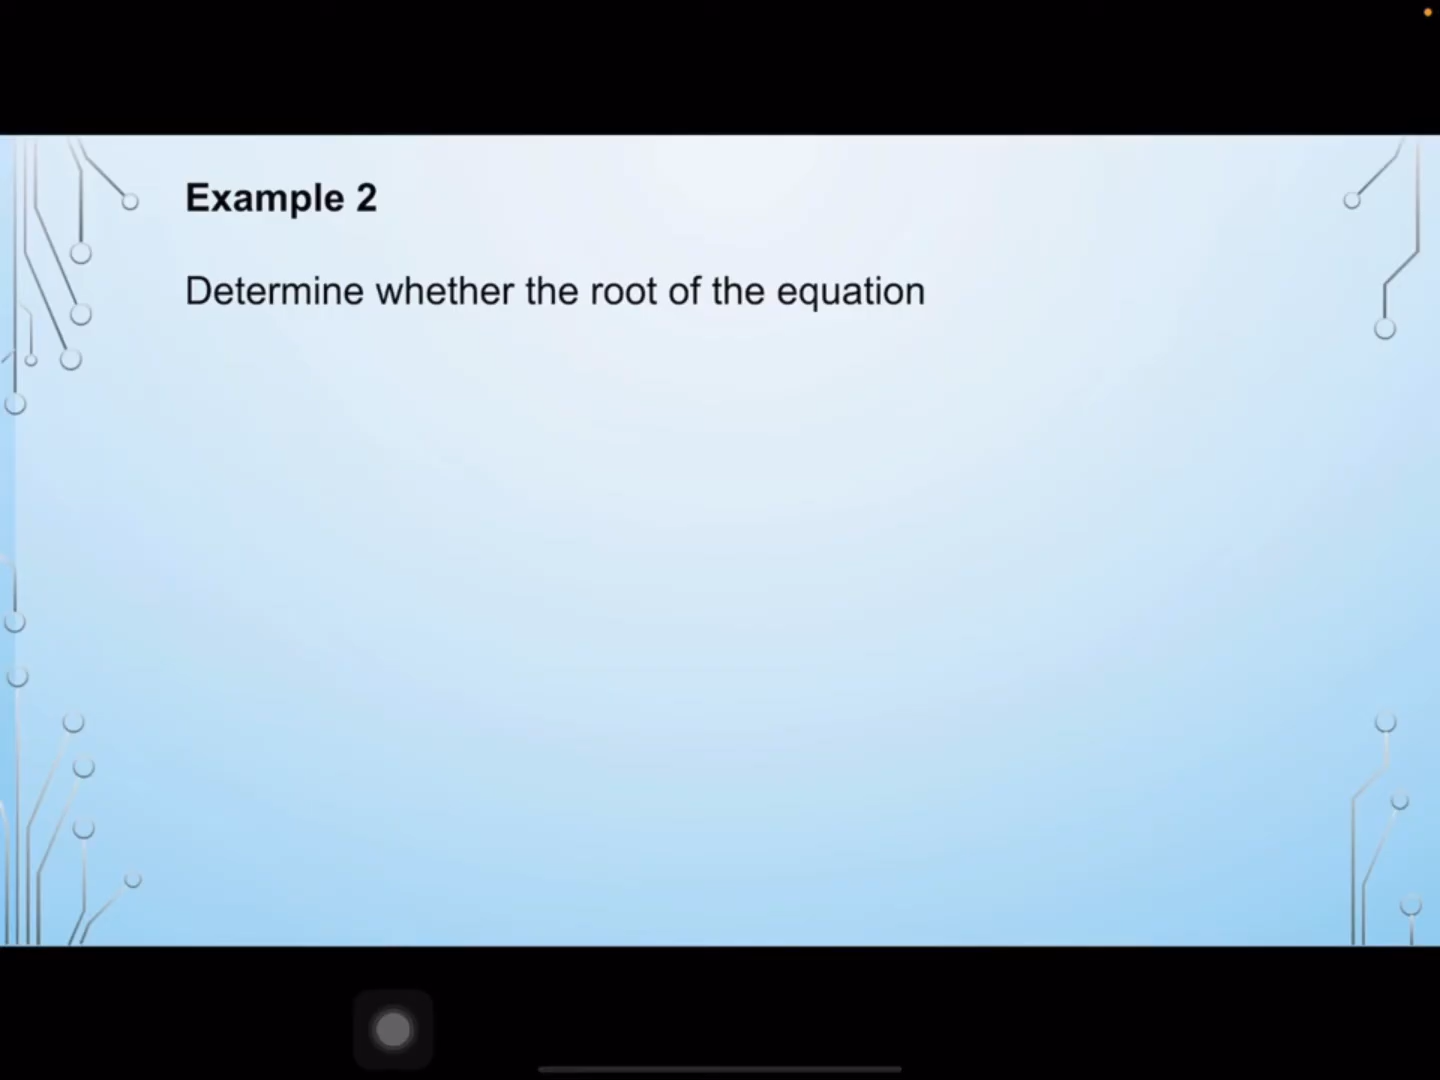 Example 2
Determine whether the root of the equation